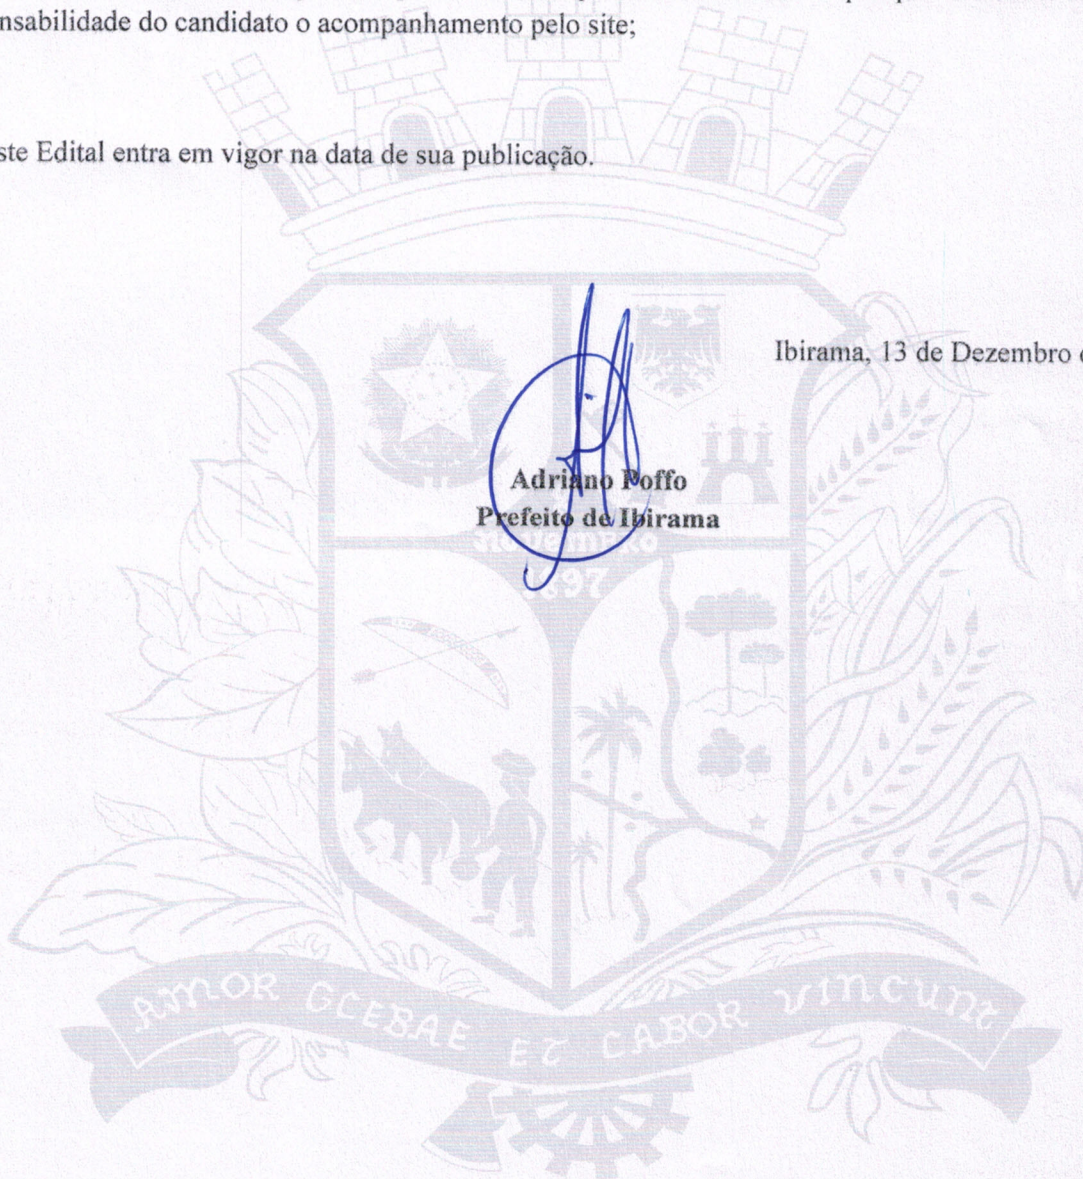 nsabilidade do candidato o acompanhamento pelo site;
ste Edital entra em vigor na data de sua publicação.
Ibirama, 13 de Dezembro
Adriano Poffo
Prefeito de Ibirama
1897
AMOR GLEBAE ET LABOR VINCUNT